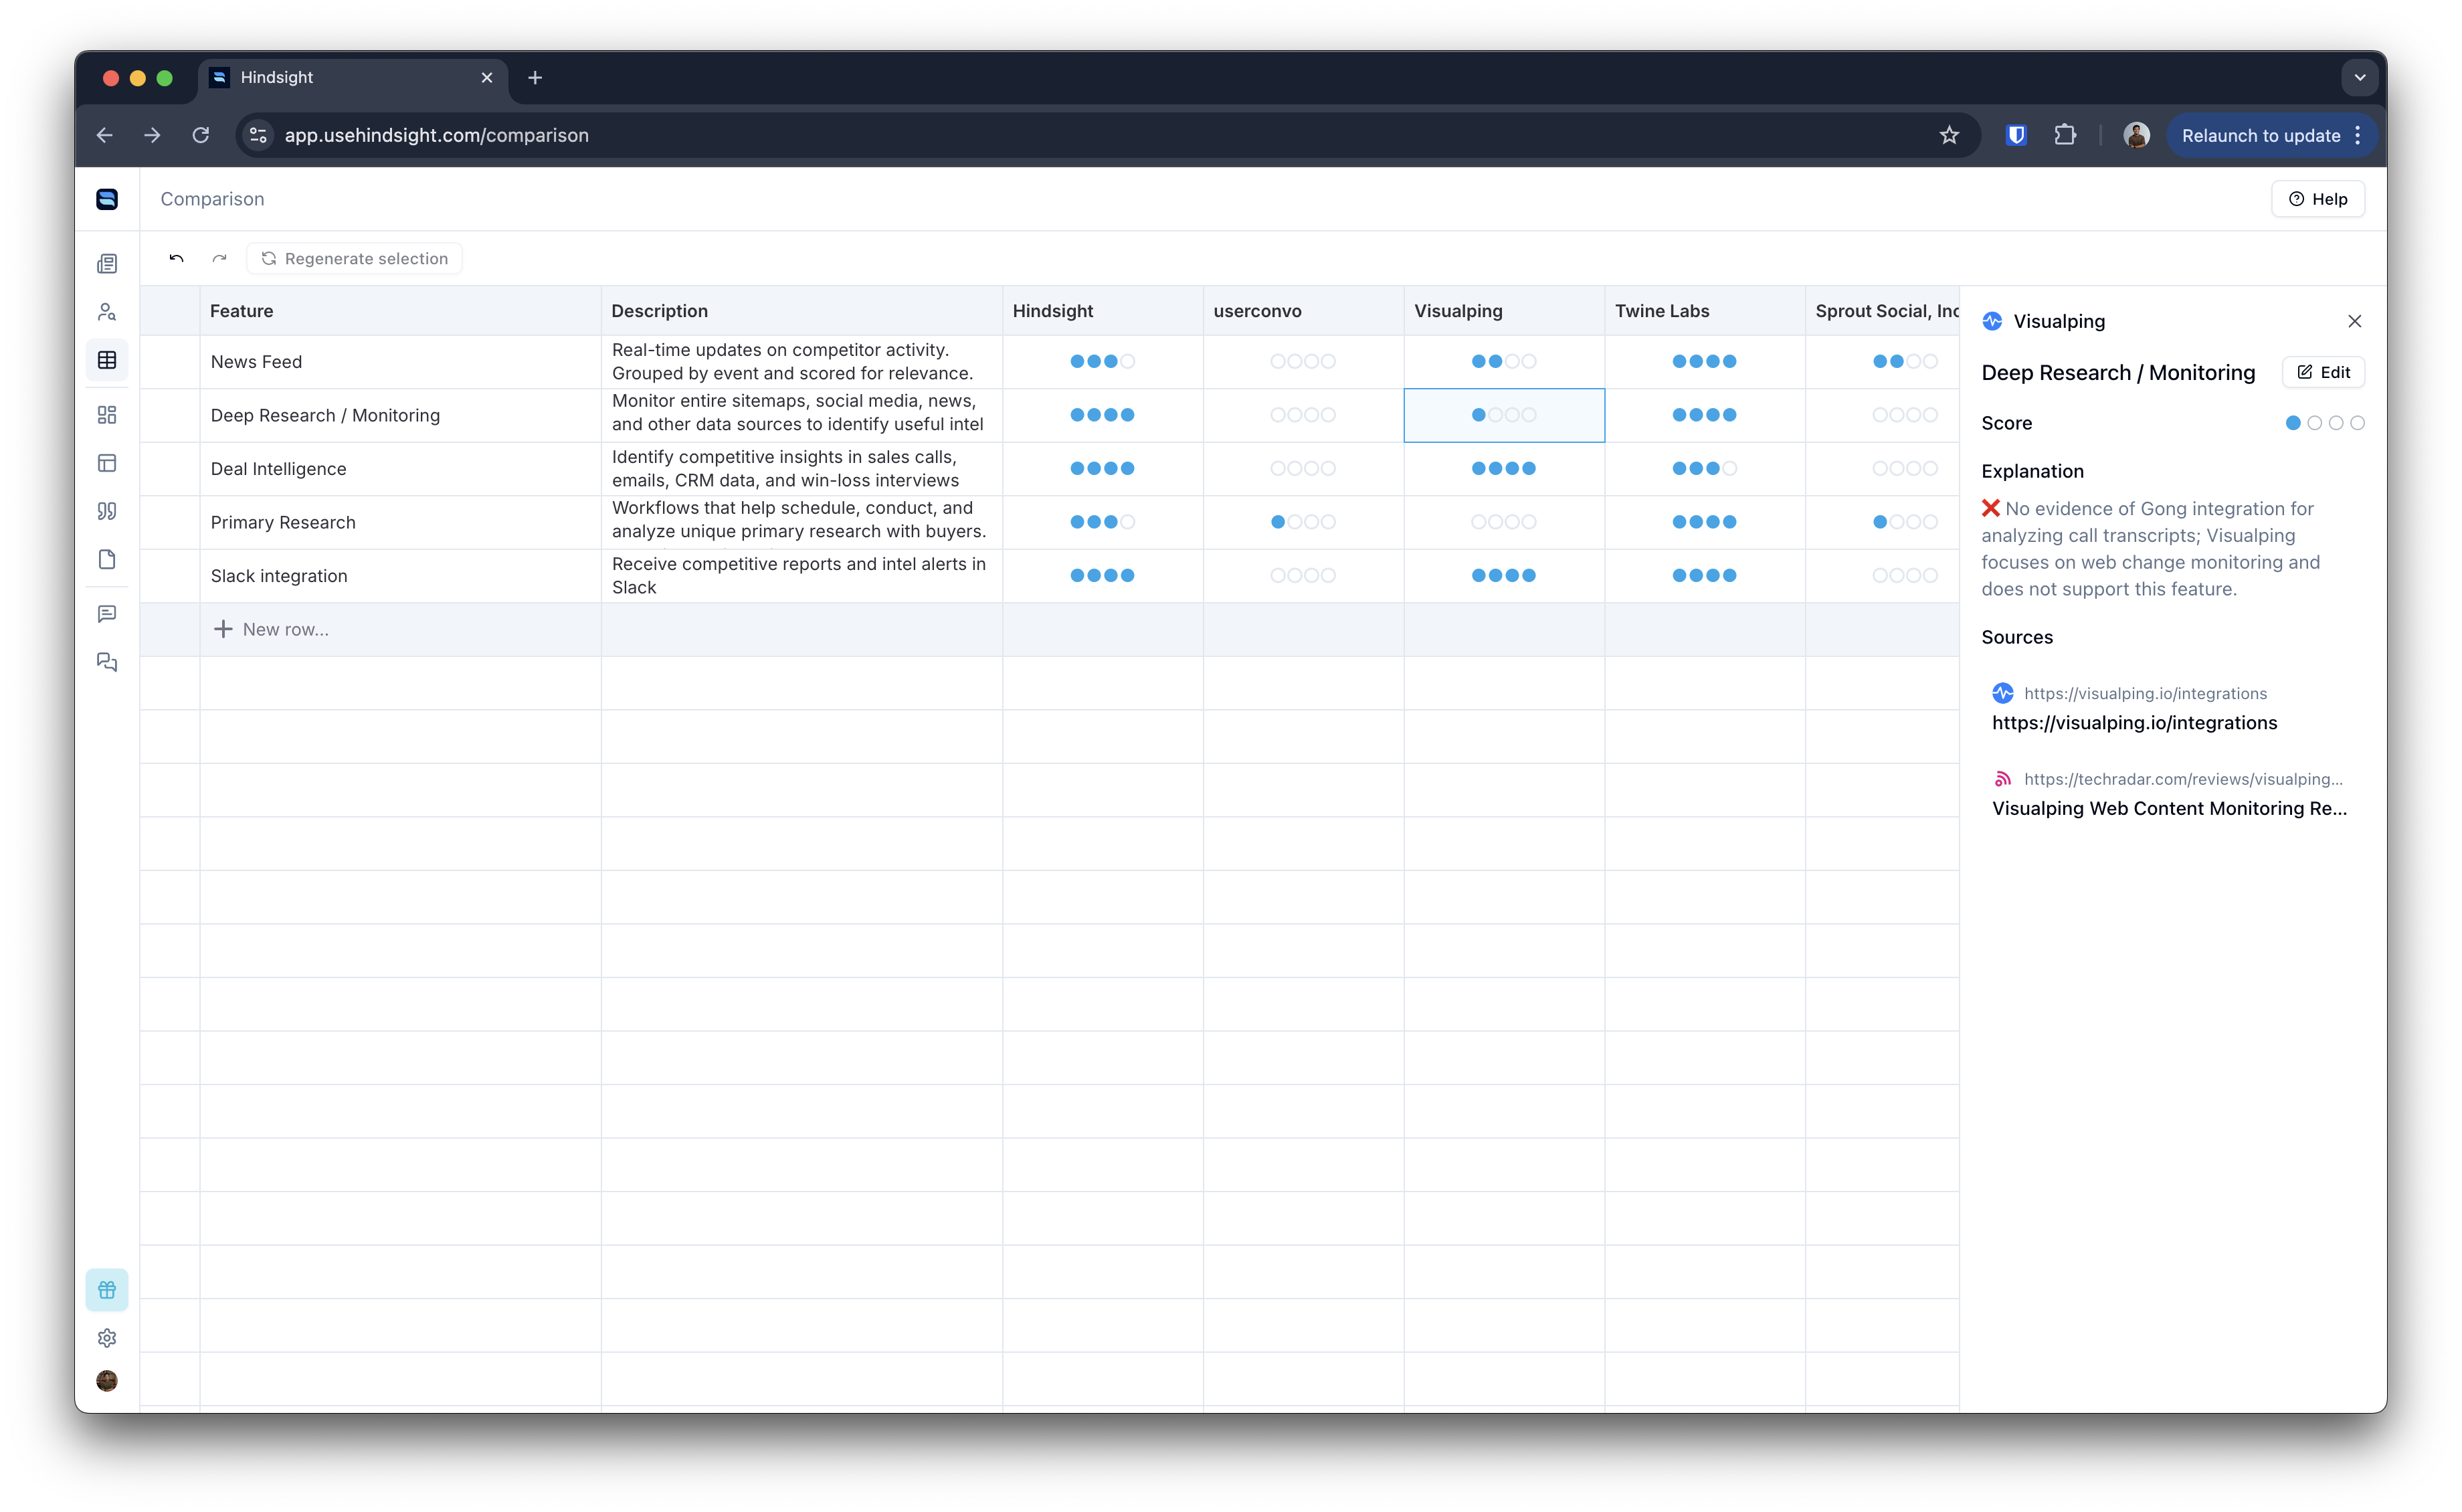 Hindsight
app.usehindsight.com/comparison
Relaunch to update
Comparison
Help
Regenerate selection
Feature
Description
Hindsight
userconvo
Visualping
Twine Labs
Sprout Social, Inc
News Feed
Real-time updates on competitor activity.
Grouped by event and scored for relevance.
Deep Research / Monitoring
Monitor entire sitemaps, social media, news,
and other data sources to identify useful intel
Deal Intelligence
Identify competitive insights in sales calls,
emails, CRM data, and win-loss interviews
Primary Research
Workflows that help schedule, conduct, and
analyze unique primary research with buyers.
Slack integration
Receive competitive reports and intel alerts in
Slack
New row...
Visualping
Deep Research / Monitoring
Edit
Score
Explanation
❌ No evidence of Gong integration for
analyzing call transcripts; Visualping
focuses on web change monitoring and
does not support this feature.
Sources
https://visualping.io/integrations
https://visualping.io/integrations
https://techradar.com/reviews/visualping...
Visualping Web Content Monitoring Re...